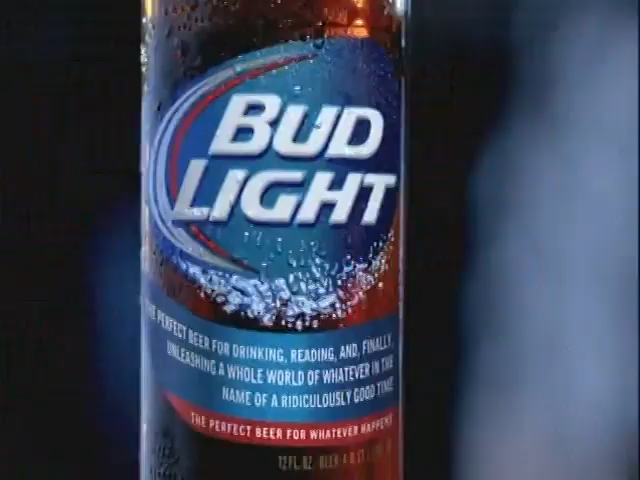 BUD
LIGHT
THE PERFECT BEER FOR DRINKING, READING, AND, FINALLY,
UNLEASHING A WHOLE WORLD OF WHATEVER IN THE
NAME OF A RIDICULOUSLY GOOD TIME
THE PERFECT BEER FOR WHATEVER HAPPENS
12 FL. OZ. BEER